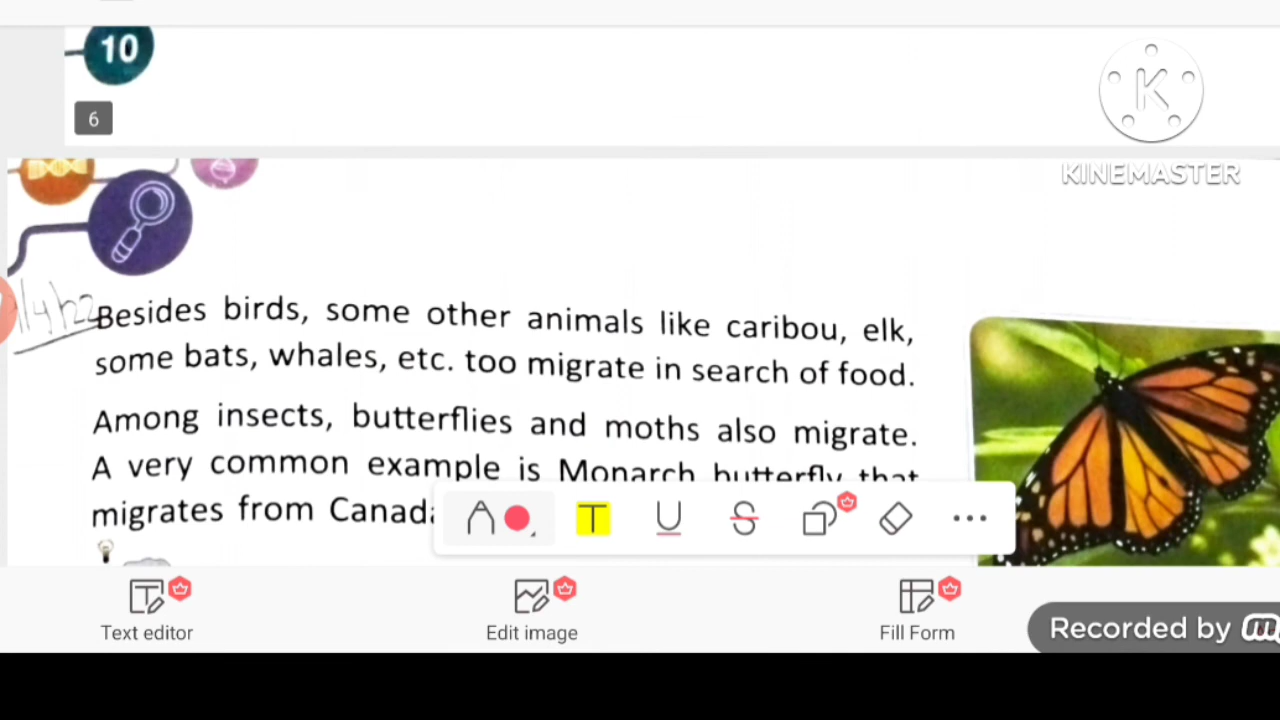 10
6
KINEMASTER
Besides birds, some other animals like caribou, elk,
some bats, whales, etc. too migrate in search of food.
Among insects, butterflies and moths also migrate.
A very common example is Monarch butterfly that
migrates from Canada
T
U
S
Text editor
Edit image
Fill Form
Recorded by